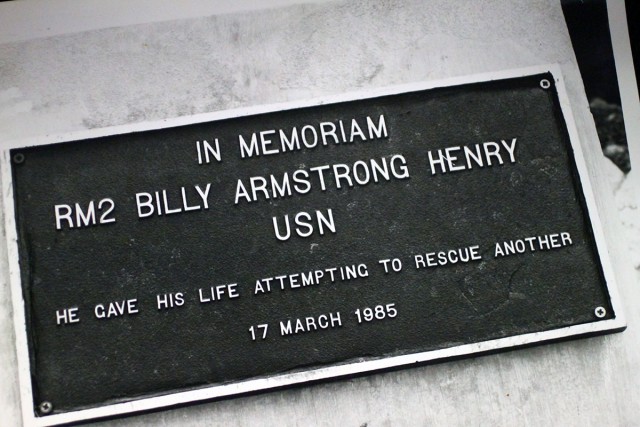 IN MEMORIAM
RM2 BILLY ARMSTRONG HENRY
USN
HE GAVE HIS LIFE ATTEMPTING TO RESCUE ANOTHER
17 MARCH 1985